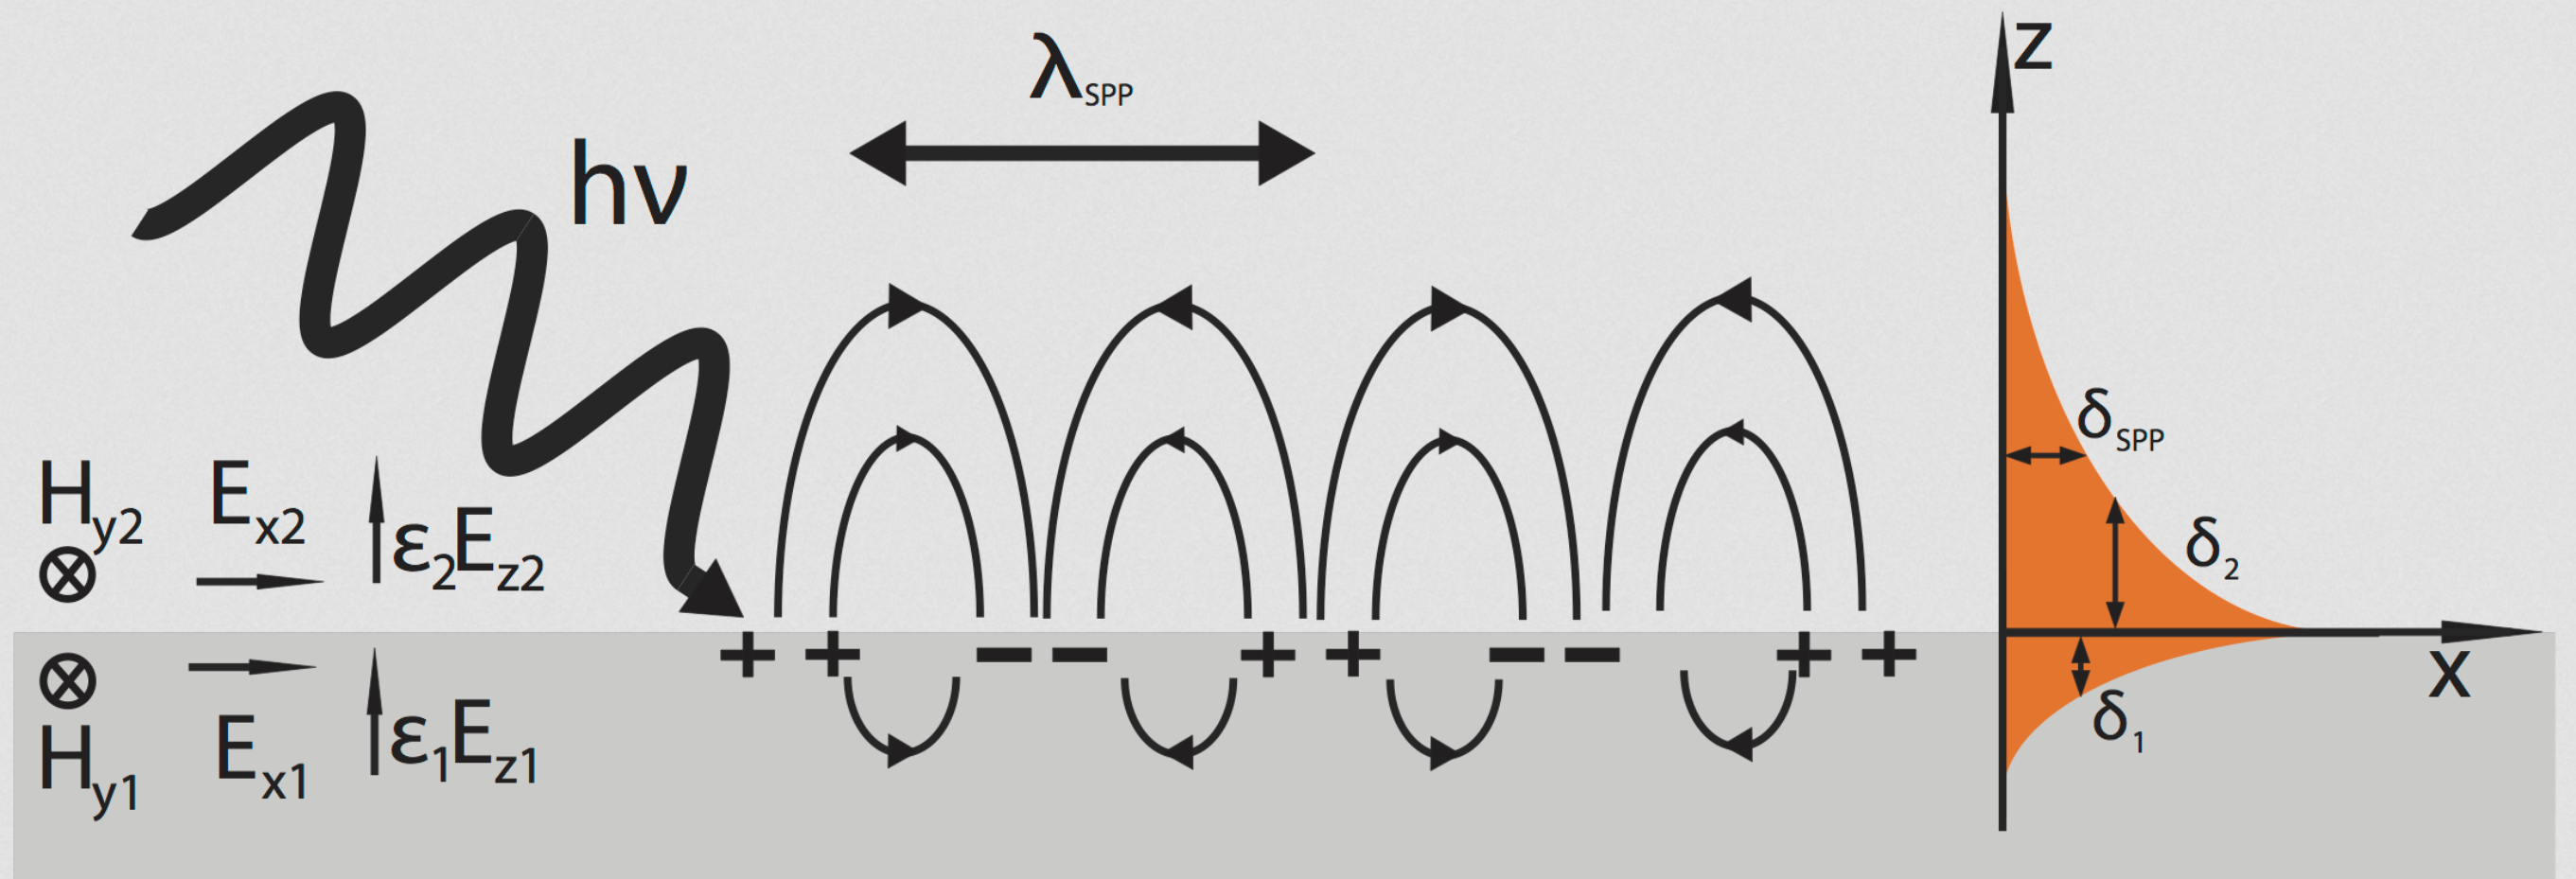 λSPP
z
hν
δSPP
Hy2 Ex2 ε2Ez2
δ2
+ + − − + + − − + +
x
Hy1 Ex1 ε1Ez1
δ1